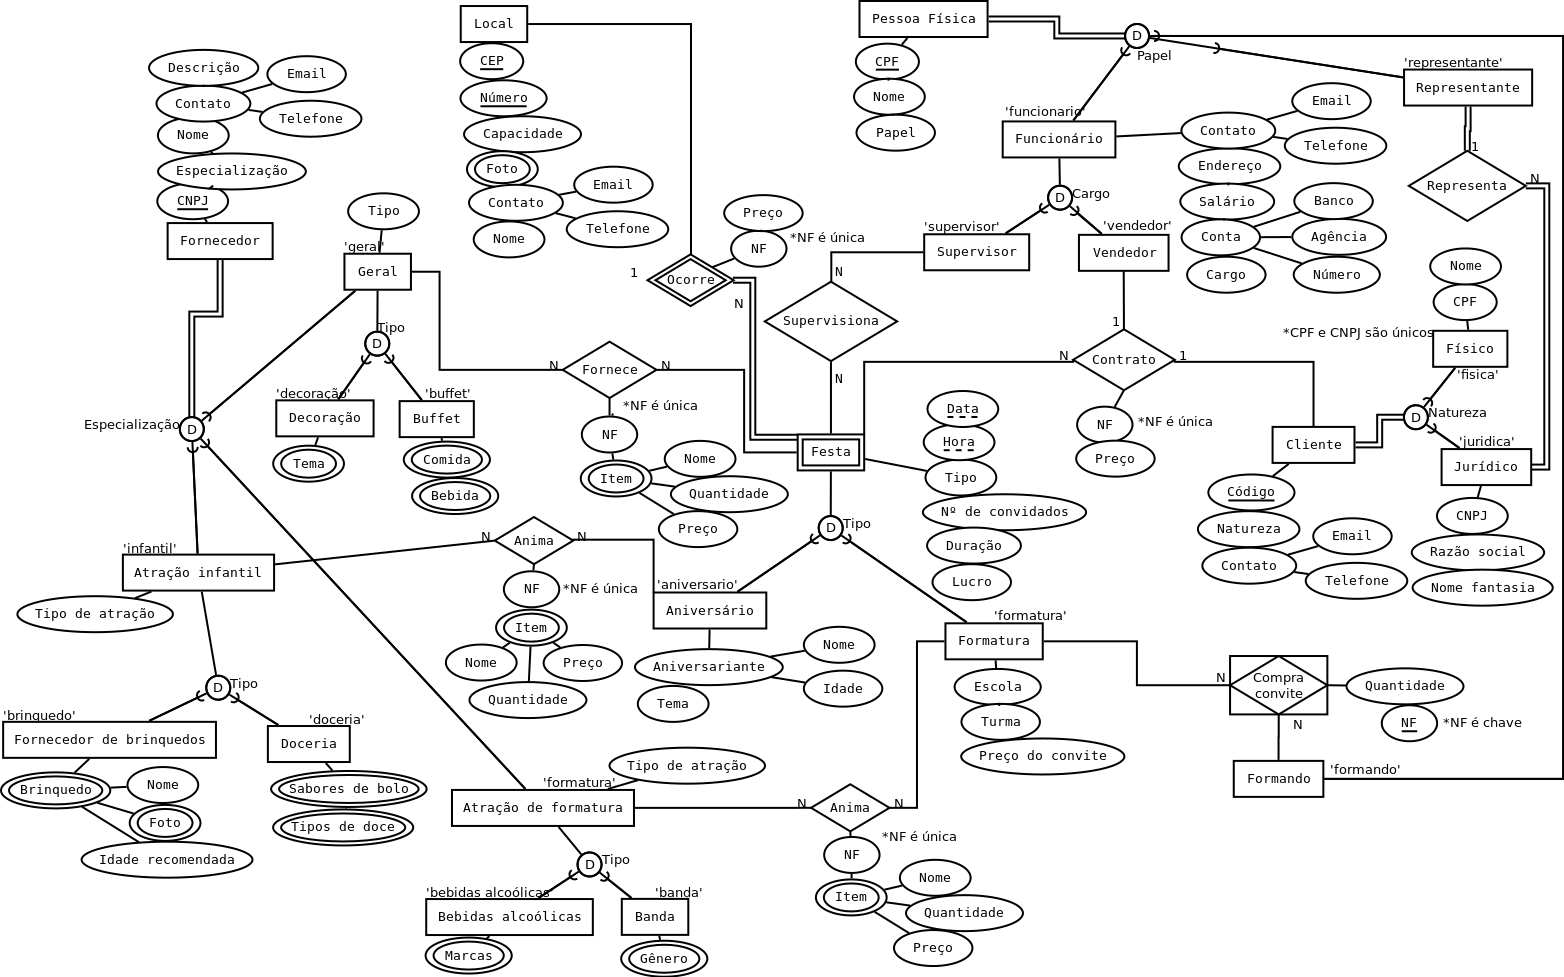 Local
Pessoa Física
D
Papel
Descrição
Email
Contato
Telefone
Nome
Especialização
CNPJ
Fornecedor
CEP
Número
Capacidade
Foto
Contato
Email
Telefone
Nome
CPF
Nome
Papel
'representante'
Representante
1
N
Representa
'funcionario'
Funcionário
Contato
Email
Telefone
Endereço
Salário
Conta
Banco
Agência
Número
Cargo
D
Cargo
'supervisor'
Supervisor
'vendedor'
Vendedor
Tipo
'geral'
Geral
Preço
NF
*NF é única
1
Ocorre
N
N
Supervisiona
N
Nome
CPF
*CPF e CNPJ são únicos
Físico
'fisica'
D
Tipo
'decoração'
Decoração
Tema
'buffet'
Buffet
Comida
Bebida
N
Fornece
N
*NF é única
NF
Item
Nome
Quantidade
Preço
1
N
Contrato
1
NF
*NF é única
Preço
D
Natureza
'juridica'
Jurídico
Cliente
Código
Natureza
Contato
Email
Telefone
CNPJ
Razão social
Nome fantasia
Especialização
D
Festa
Data
Hora
Tipo
Nº de convidados
Duração
Lucro
D
Tipo
'infantil'
Atração infantil
Tipo de atração
N
Anima
N
NF
*NF é única
Item
Nome
Preço
Quantidade
'aniversario'
Aniversário
Aniversariante
Nome
Idade
Tema
'formatura'
Formatura
Escola
Turma
Preço do convite
N
Compra
convite
N
Quantidade
NF
*NF é chave
Formando
'formando'
D
Tipo
'brinquedo'
Fornecedor de brinquedos
Brinquedo
Nome
Foto
Idade recomendada
'doceria'
Doceria
Sabores de bolo
Tipos de doce
Tipo de atração
'formatura'
Atração de formatura
N
Anima
N
*NF é única
NF
Item
Nome
Quantidade
Preço
D
Tipo
'bebidas alcoólicas'
Bebidas alcoólicas
Marcas
'banda'
Banda
Gênero